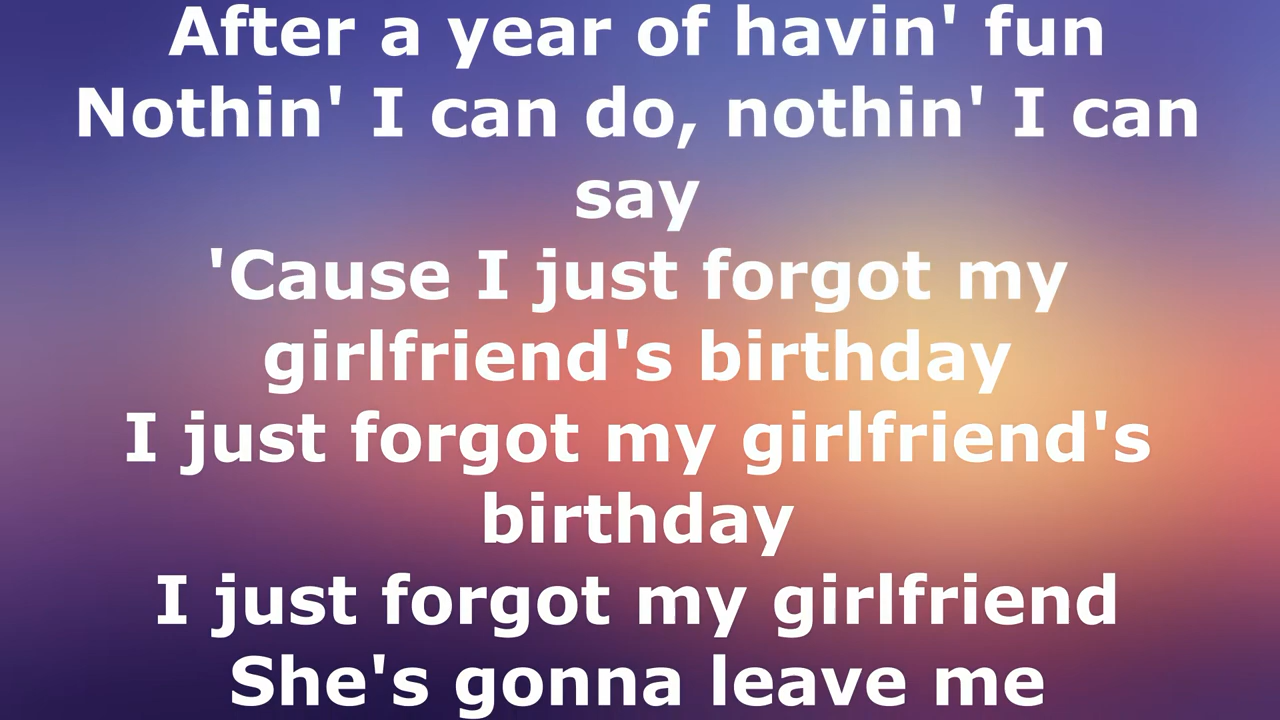 After a year of havin' fun
Nothin' I can do, nothin' I can
say
'Cause I just forgot my
girlfriend's birthday
I just forgot my girlfriend's
birthday
I just forgot my girlfriend
She's gonna leave me